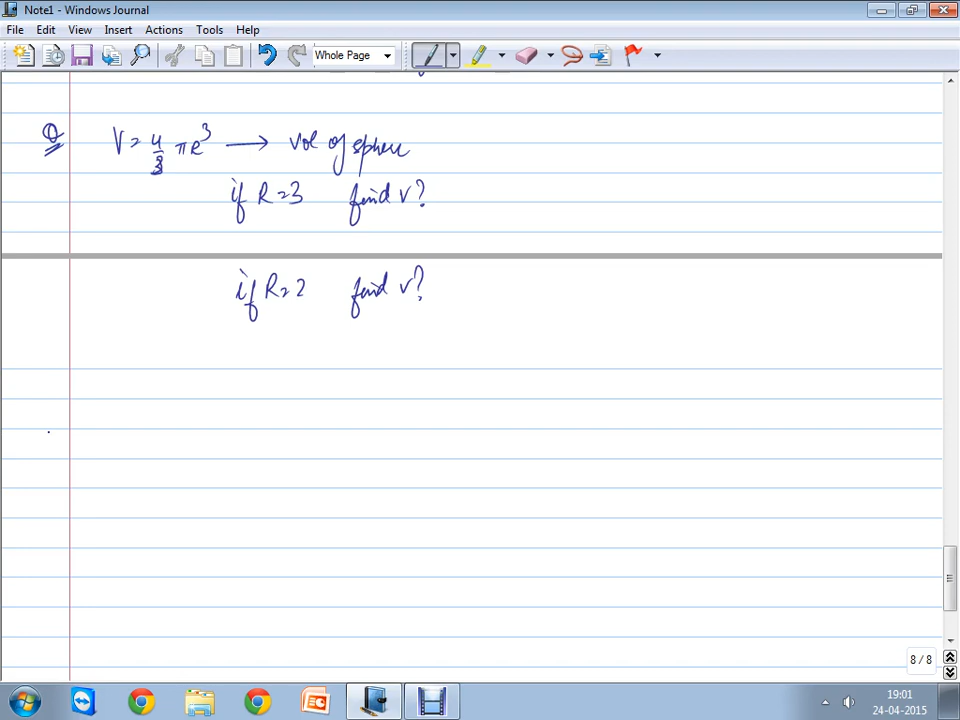 Note1 - Windows Journal
File Edit View Insert Actions Tools Help
Whole Page
Q V = 4/3 πR³ → Vol of sphere
if R = 3 find V?
if R = 2 find V?
8 / 8
19:01
24-04-2015